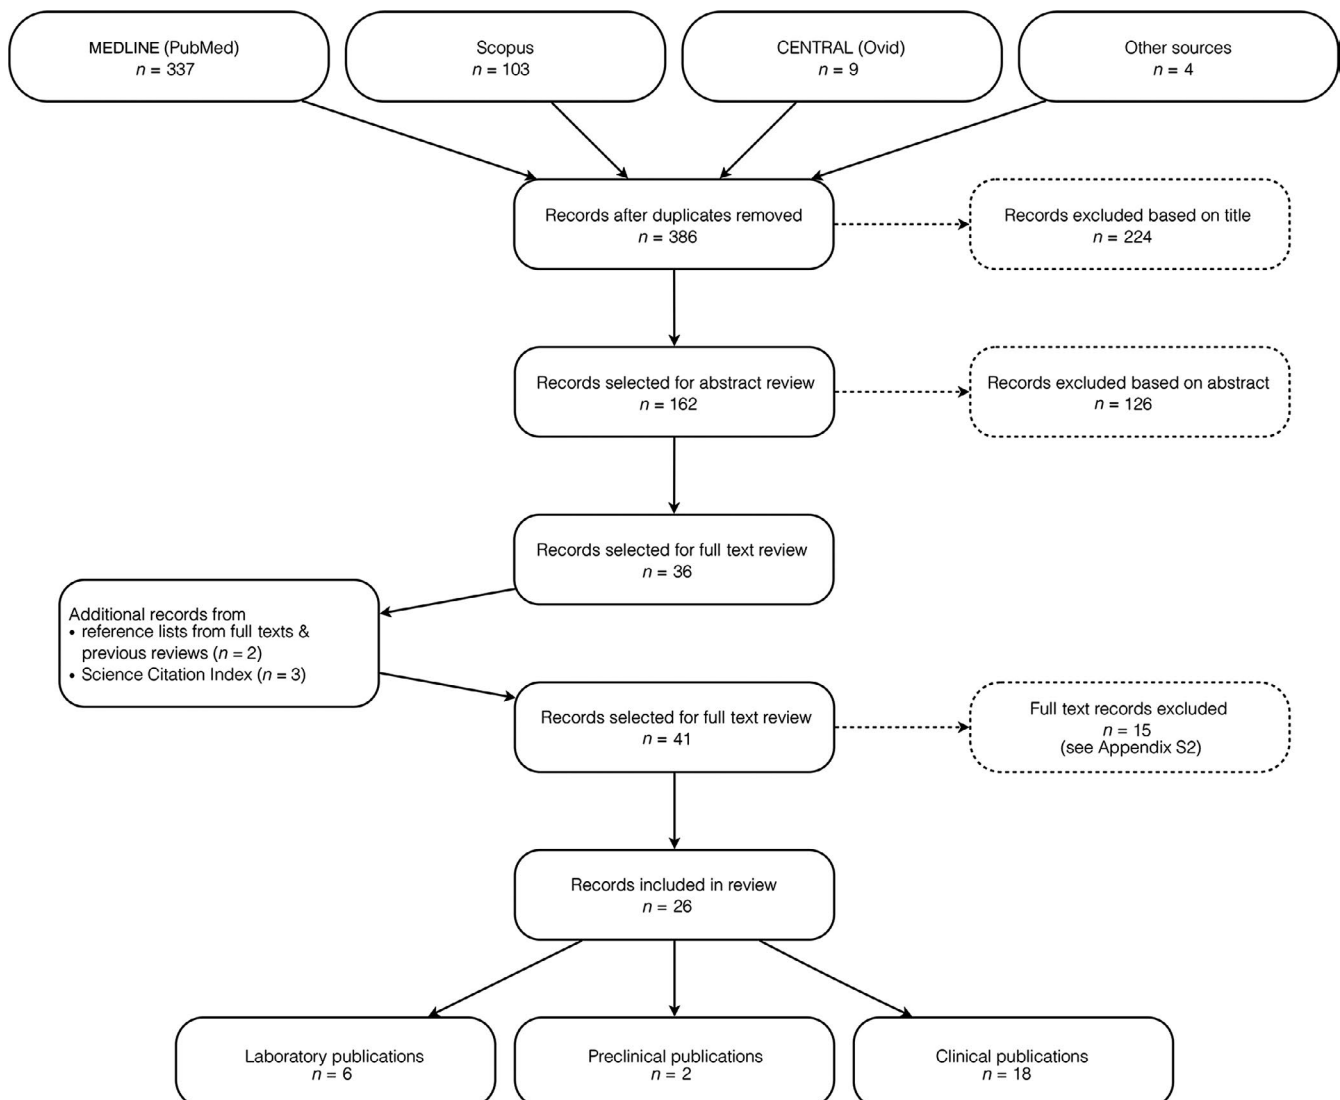 MEDLINE (PubMed)
n = 337
Scopus
n = 103
CENTRAL (Ovid)
n = 9
Other sources
n = 4
Records after duplicates removed
n = 386
Records excluded based on title
n = 224
Records selected for abstract review
n = 162
Records excluded based on abstract
n = 126
Records selected for full text review
n = 36
Additional records from
• reference lists from full texts &
previous reviews (n = 2)
• Science Citation Index (n = 3)
Records selected for full text review
n = 41
Full text records excluded
n = 15
(see Appendix S2)
Records included in review
n = 26
Laboratory publications
n = 6
Preclinical publications
n = 2
Clinical publications
n = 18